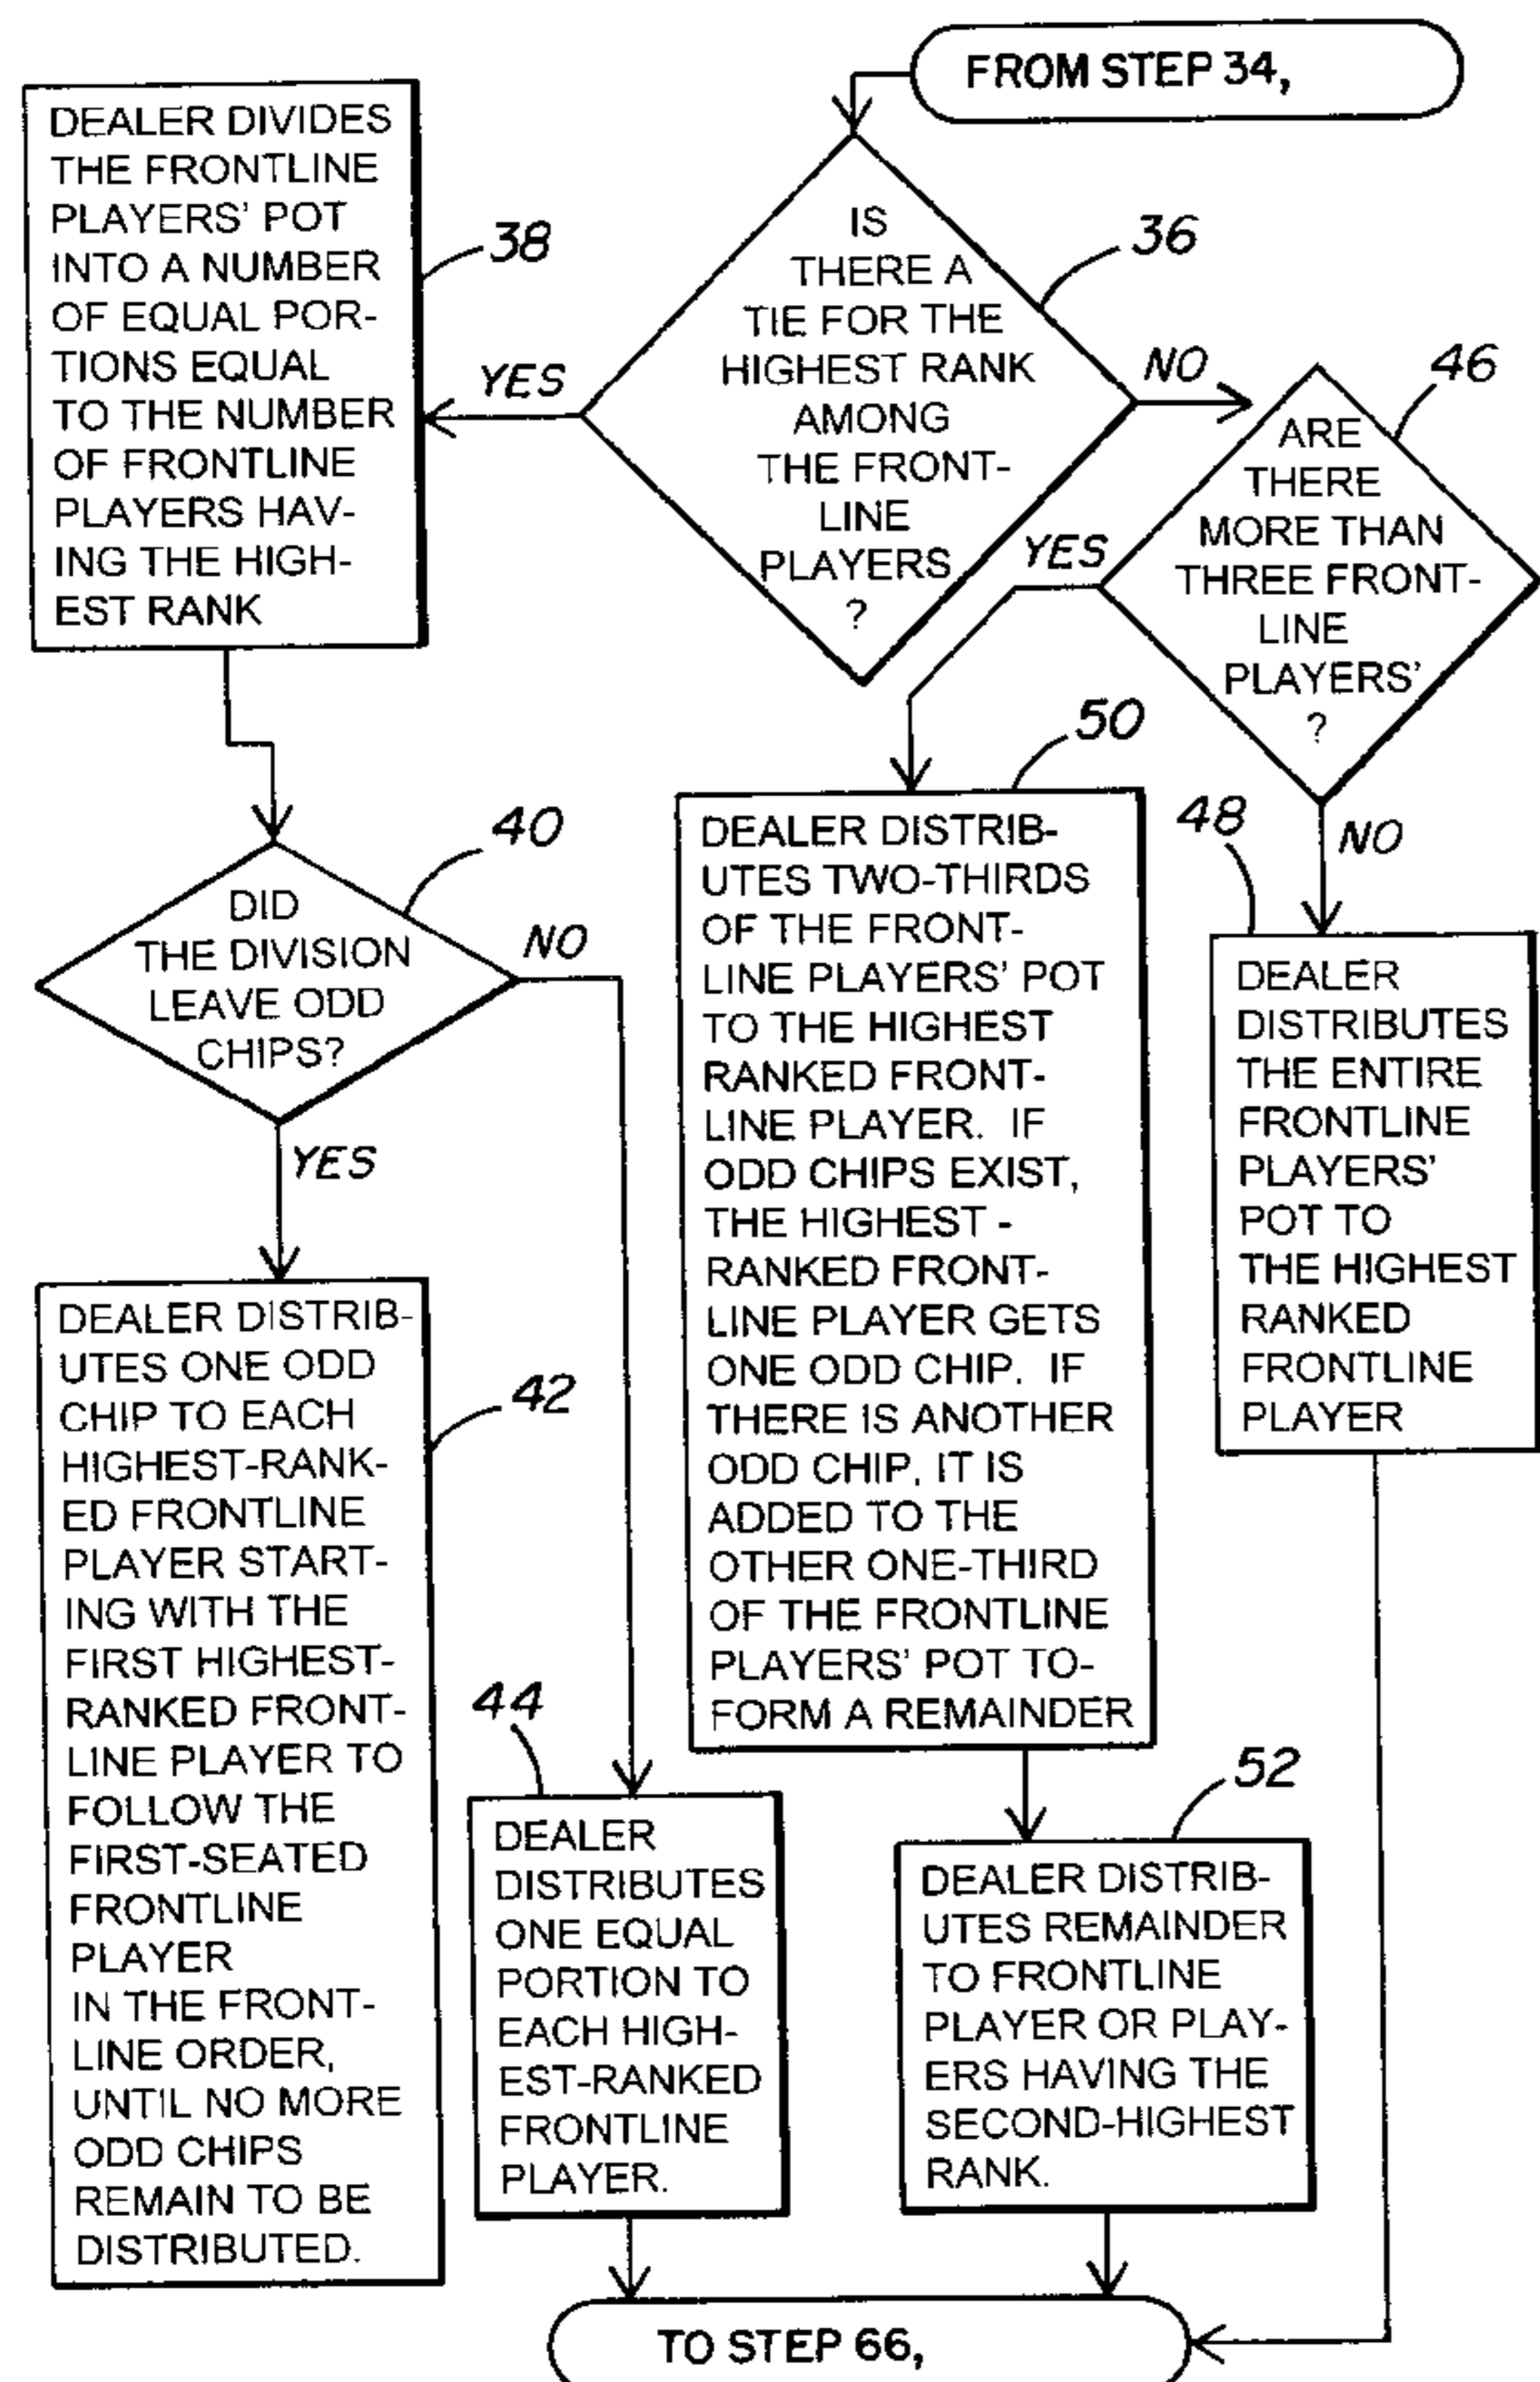 FROM STEP 34,
DEALER DIVIDES
THE FRONTLINE
PLAYERS' POT
INTO A NUMBER
OF EQUAL POR-
TIONS EQUAL
TO THE NUMBER
OF FRONTLINE
PLAYERS HAV-
ING THE HIGH-
EST RANK
38
IS
THERE A
TIE FOR THE
HIGHEST RANK
AMONG
THE FRONT-
LINE
PLAYERS
?
36
YES
NO
46
ARE
THERE
MORE THAN
THREE FRONT-
LINE
PLAYERS'
?
YES
NO
40
DID
THE DIVISION
LEAVE ODD
CHIPS?
NO
YES
50
DEALER DISTRIB-
UTES TWO-THIRDS
OF THE FRONT-
LINE PLAYERS' POT
TO THE HIGHEST
RANKED FRONT-
LINE PLAYER. IF
ODD CHIPS EXIST,
THE HIGHEST -
RANKED FRONT-
LINE PLAYER GETS
ONE ODD CHIP. IF
THERE IS ANOTHER
ODD CHIP, IT IS
ADDED TO THE
OTHER ONE-THIRD
OF THE FRONTLINE
PLAYERS' POT TO-
FORM A REMAINDER
48
DEALER
DISTRIBUTES
THE ENTIRE
FRONTLINE
PLAYERS'
POT TO
THE HIGHEST
RANKED
FRONTLINE
PLAYER
DEALER DISTRIB-
UTES ONE ODD
CHIP TO EACH
HIGHEST-RANK-
ED FRONTLINE
PLAYER START-
ING WITH THE
FIRST HIGHEST-
RANKED FRONT-
LINE PLAYER TO
FOLLOW THE
FIRST-SEATED
FRONTLINE
PLAYER
IN THE FRONT-
LINE ORDER,
UNTIL NO MORE
ODD CHIPS
REMAIN TO BE
DISTRIBUTED.
42
44
DEALER
DISTRIBUTES
ONE EQUAL
PORTION TO
EACH HIGH-
EST-RANKED
FRONTLINE
PLAYER.
52
DEALER DISTRIB-
UTES REMAINDER
TO FRONTLINE
PLAYER OR PLAY-
ERS HAVING THE
SECOND-HIGHEST
RANK.
TO STEP 66,